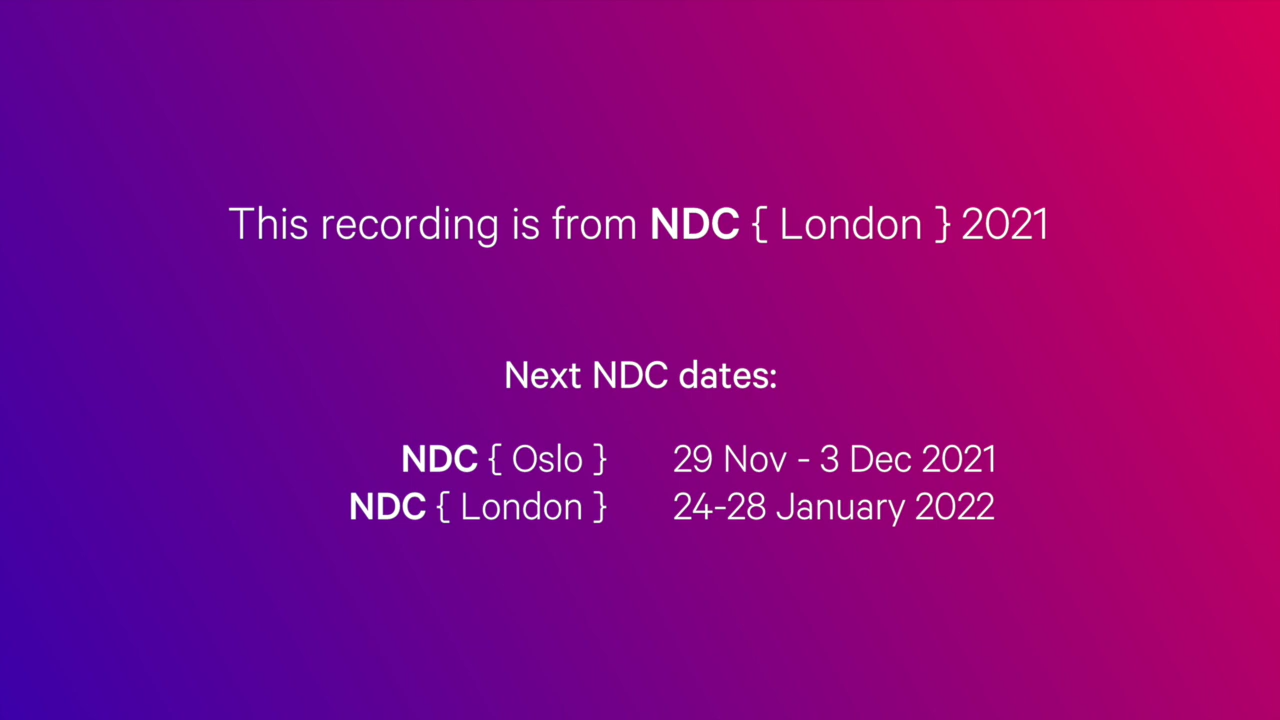 This recording is from NDC { London } 2021
Next NDC dates:
NDC { Oslo } 29 Nov - 3 Dec 2021
NDC { London } 24-28 January 2022